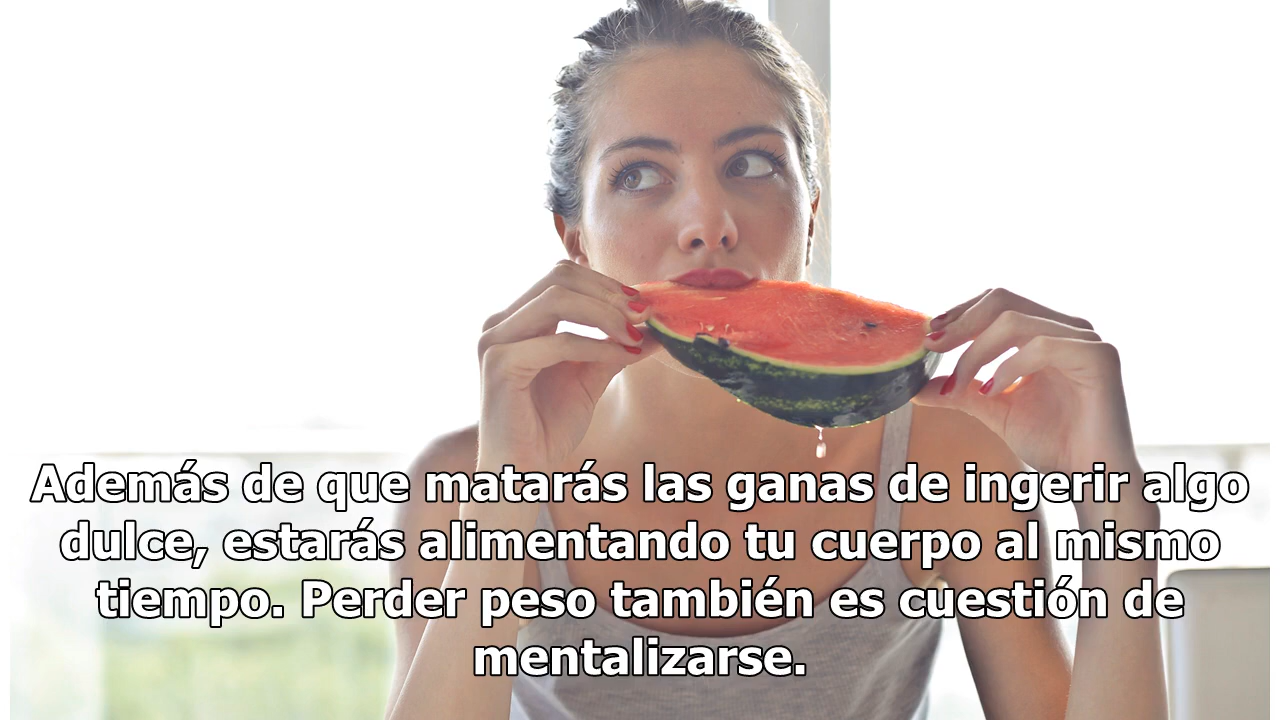 Además de que matarás las ganas de ingerir algo
dulce, estarás alimentando tu cuerpo al mismo
tiempo. Perder peso también es cuestión de
mentalizarse.